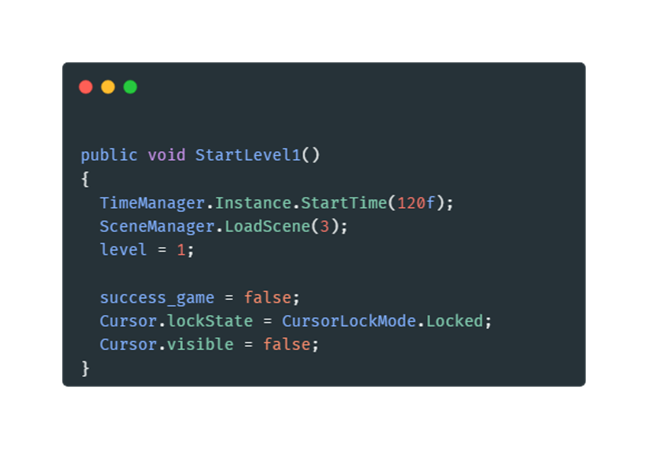 public void StartLevel1()
{
  TimeManager.Instance.StartTime(120f);
  SceneManager.LoadScene(3);
  level = 1;

  success_game = false;
  Cursor.lockState = CursorLockMode.Locked;
  Cursor.visible = false;
}